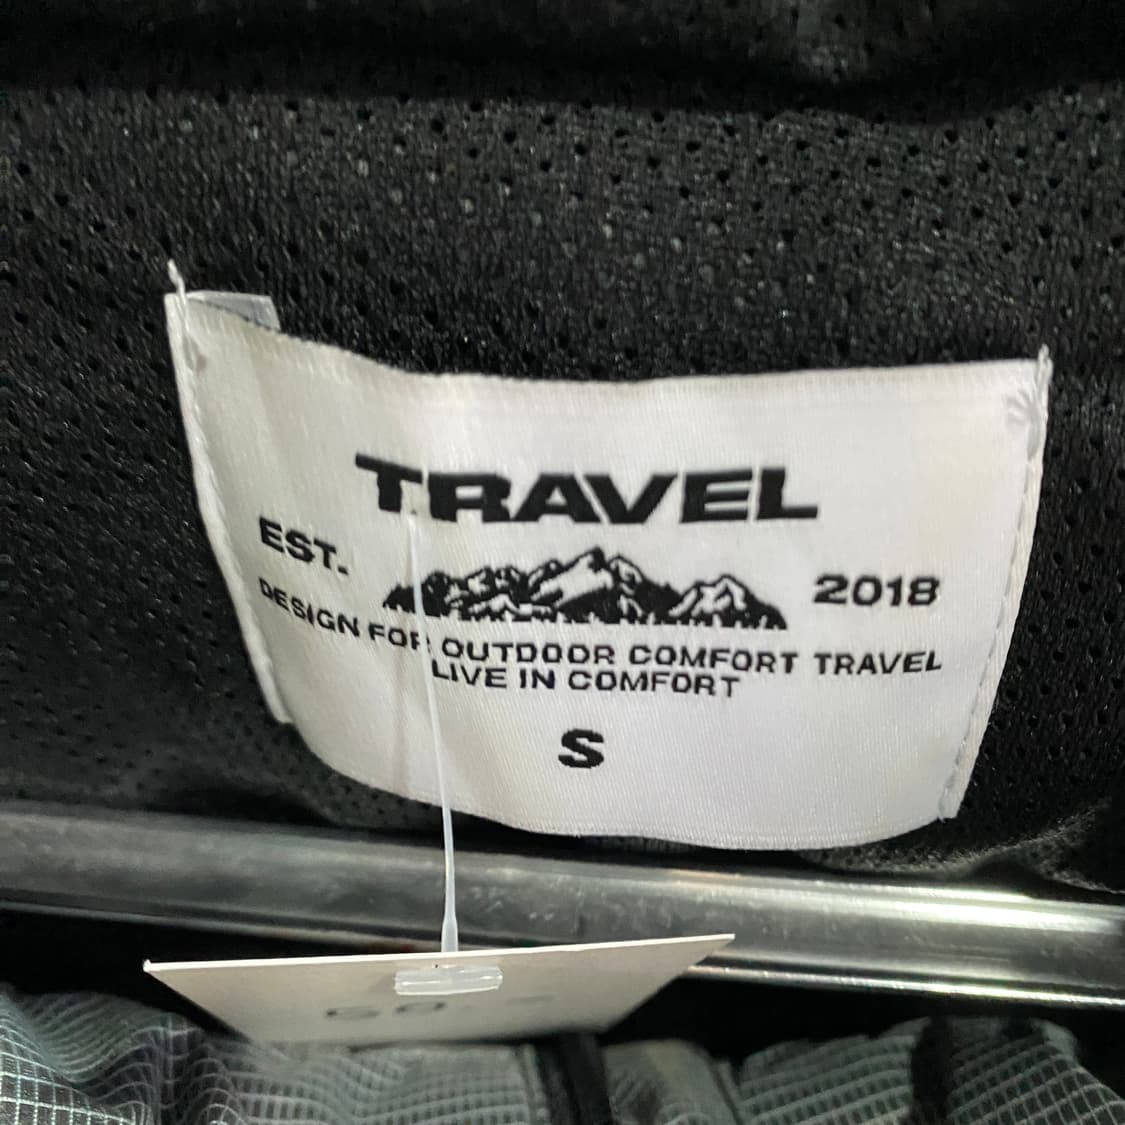 TRAVEL
EST. 2018
DESIGN FOR OUTDOOR COMFORT TRAVEL
LIVE IN COMFORT
S